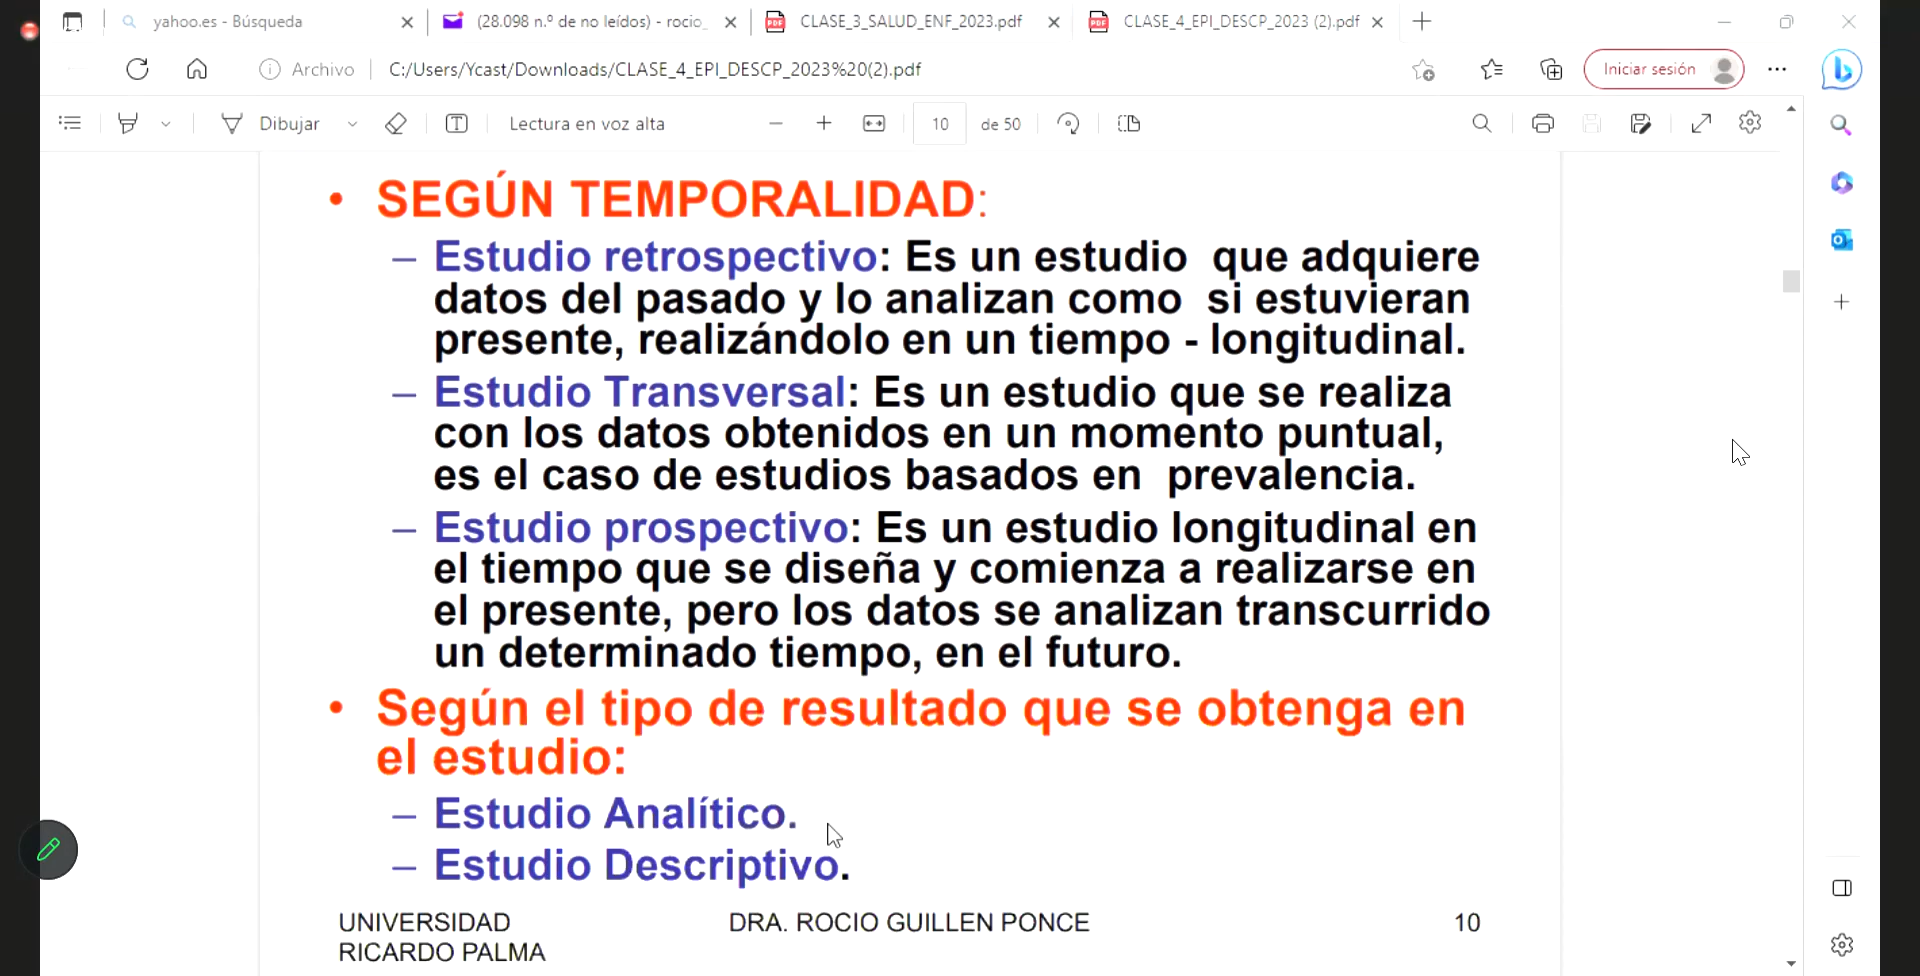 yahoo.es - Búsqueda
(28.098 n.º de no leídos) - rocio_
CLASE_3_SALUD_ENF_2023.pdf
CLASE_4_EPI_DESCP_2023 (2).pdf
Archivo
C:/Users/Ycast/Downloads/CLASE_4_EPI_DESCP_2023%20(2).pdf
Iniciar sesión
Dibujar
Lectura en voz alta
10 de 50
• SEGÚN TEMPORALIDAD:
– Estudio retrospectivo: Es un estudio que adquiere
datos del pasado y lo analizan como si estuvieran
presente, realizándolo en un tiempo - longitudinal.
– Estudio Transversal: Es un estudio que se realiza
con los datos obtenidos en un momento puntual,
es el caso de estudios basados en prevalencia.
– Estudio prospectivo: Es un estudio longitudinal en
el tiempo que se diseña y comienza a realizarse en
el presente, pero los datos se analizan transcurrido
un determinado tiempo, en el futuro.
• Según el tipo de resultado que se obtenga en
el estudio:
– Estudio Analítico.
– Estudio Descriptivo.
UNIVERSIDAD
RICARDO PALMA
DRA. ROCIO GUILLEN PONCE
10